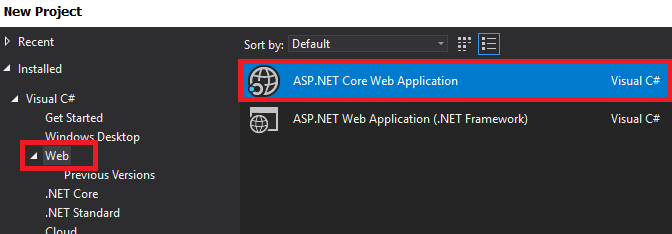 New Project
Recent
Installed
Visual C#
Get Started
Windows Desktop
Web
Previous Versions
.NET Core
.NET Standard
Cloud
Sort by: Default
ASP.NET Core Web Application Visual C#
ASP.NET Web Application (.NET Framework) Visual C#